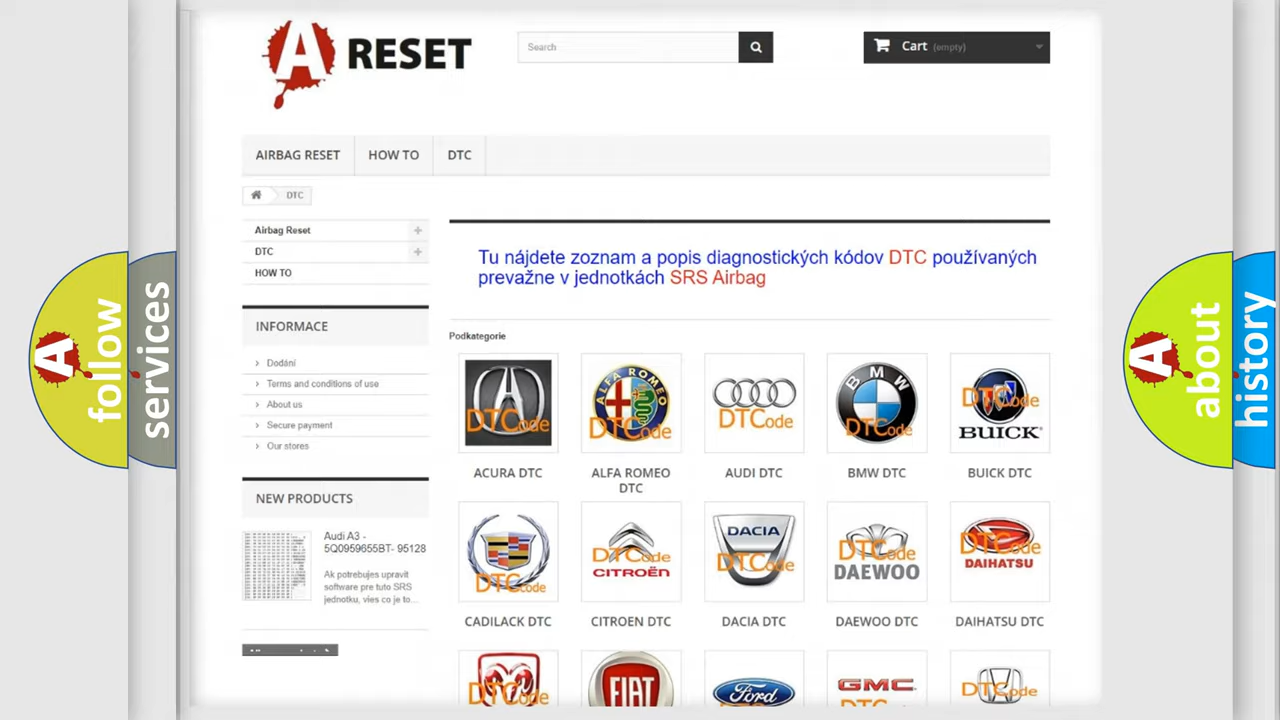 A RESET
Search
Cart (empty)
AIRBAG RESET
HOW TO
DTC
DTC
Airbag Reset
DTC
HOW TO
Tu nájdete zoznam a popis diagnostických kódov DTC používaných
prevažne v jednotkách SRS Airbag
INFORMACE
Dodání
Terms and conditions of use
About us
Secure payment
Our stores
NEW PRODUCTS
Audi A3 -
5Q0959655BT- 95128
Ak potrebujes upravit
software pre tuto SRS
jednotku, vies co je to...
Podkategorie
DTCode
ALFA ROMEO
DTCode
DTCode
BMW
DTCode
DTCode
BUICK
ACURA DTC
ALFA ROMEO
DTC
AUDI DTC
BMW DTC
BUICK DTC
DTCode
DTCode
CITROËN
DACIA
DTCode
DTCode
DAEWOO
DTCode
DAIHATSU
CADILACK DTC
CITROEN DTC
DACIA DTC
DAEWOO DTC
DAIHATSU DTC
DTCode
FIAT
Ford
GMC
DTCode
A
follow
services
A
about
history